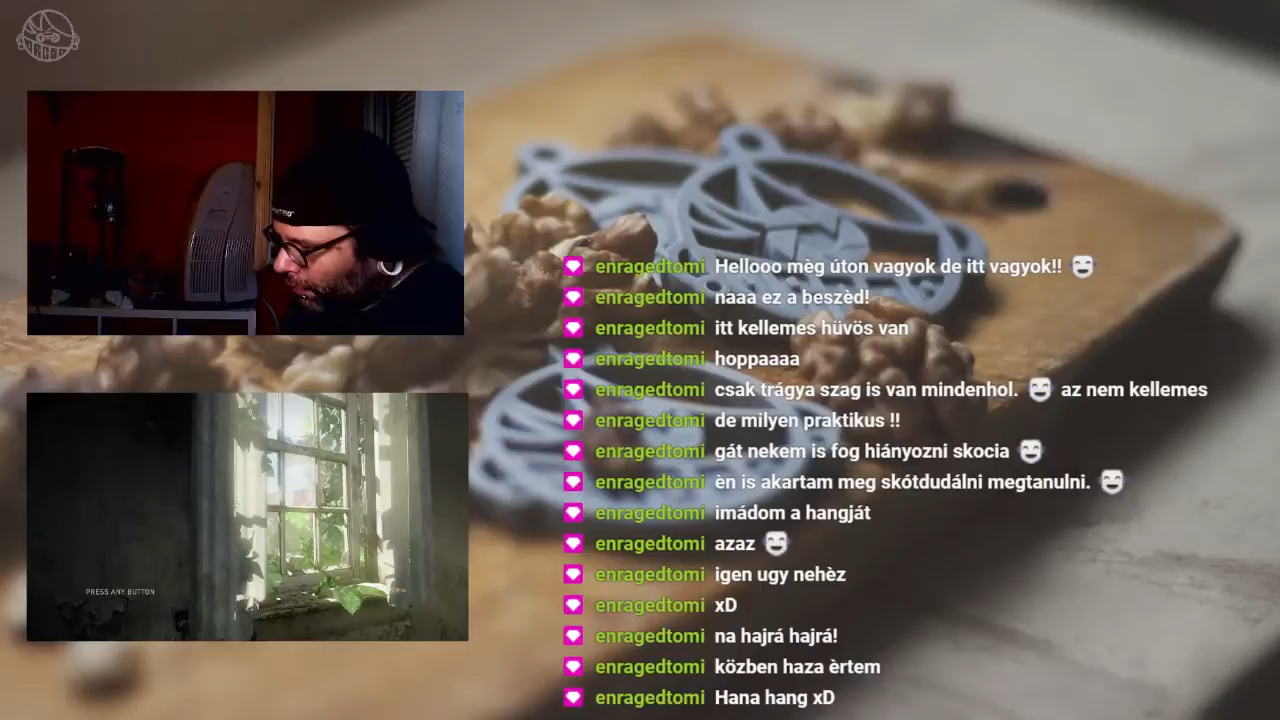 PRESS ANY BUTTON
enragedtomi Hellooo mèg úton vagyok de itt vagyok!!
enragedtomi naaa ez a beszèd!
enragedtomi itt kellemes hüvös van
enragedtomi hoppaaaa
enragedtomi csak trágya szag is van mindenhol. az nem kellemes
enragedtomi de milyen praktikus !!
enragedtomi gát nekem is fog hiányozni skocia
enragedtomi èn is akartam meg skótdudálni megtanulni.
enragedtomi imádom a hangját
enragedtomi azaz
enragedtomi igen ugy nehèz
enragedtomi xD
enragedtomi na hajrá hajrá!
enragedtomi közben haza èrtem
enragedtomi Hana hang xD